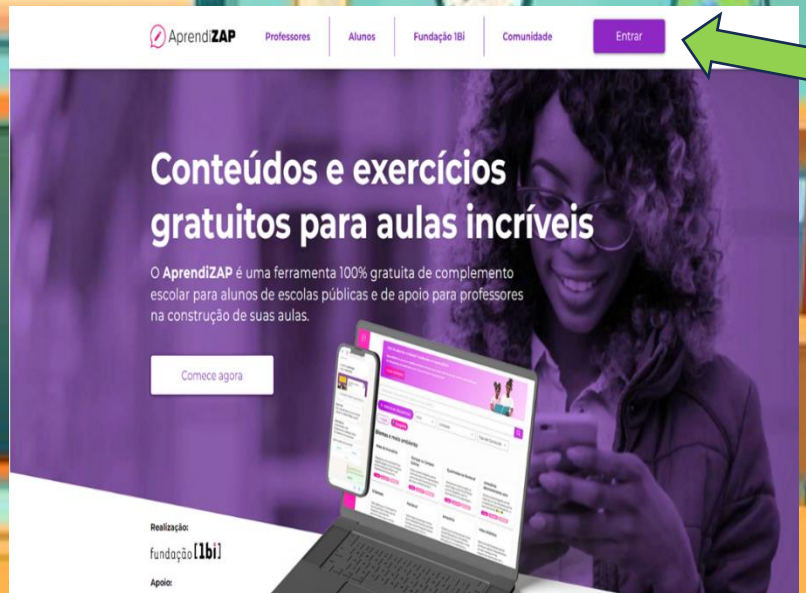 AprendiZAP
Professores
Alunos
Fundação 1Bi
Comunidade
Entrar
Conteúdos e exercícios
gratuitos para aulas incríveis
O AprendiZAP é uma ferramenta 100% gratuita de complemento
escolar para alunos de escolas públicas e de apoio para professores
na construção de suas aulas.
Comece agora
Realização:
fundação [1bi]
Apoio: